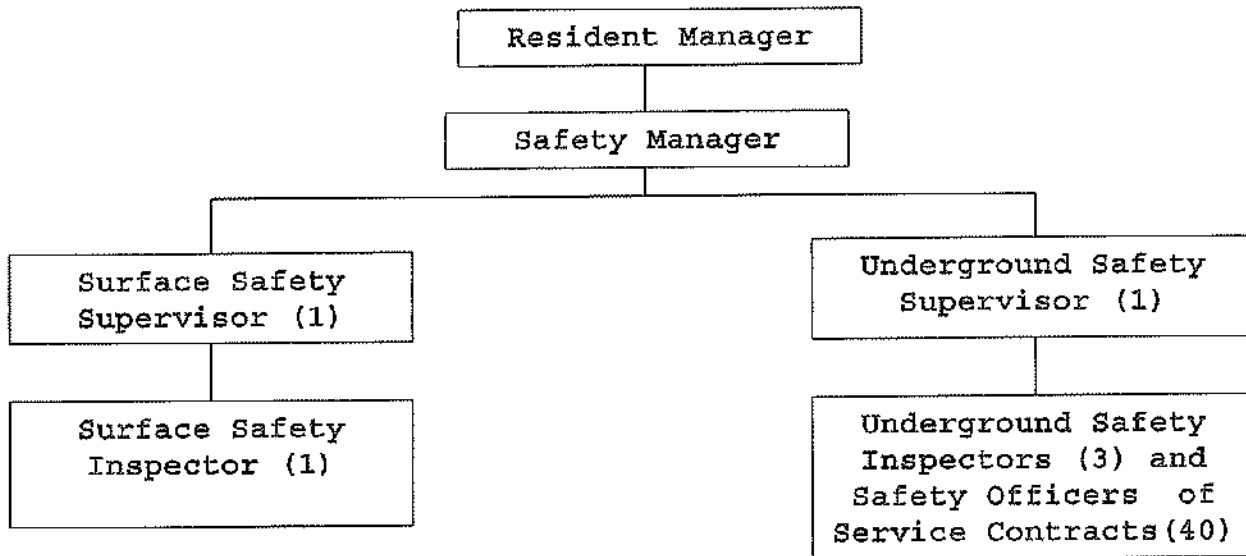 Resident Manager
Safety Manager
Surface Safety
Supervisor (1)
Underground Safety
Supervisor (1)
Surface Safety
Inspector (1)
Underground Safety
Inspectors (3) and
Safety Officers of
Service Contracts(40)